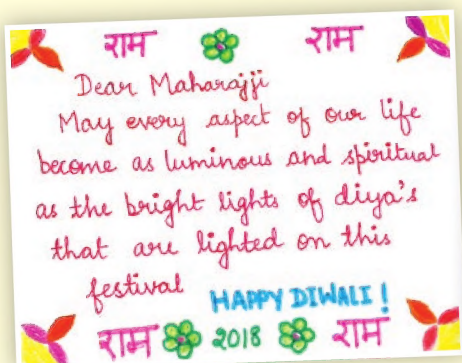 राम राम
Dear Maharajji
May every aspect of our life
become as luminous and spiritual
as the bright lights of diya's
that are lighted on this
festival HAPPY DIWALI !
राम 2018 राम